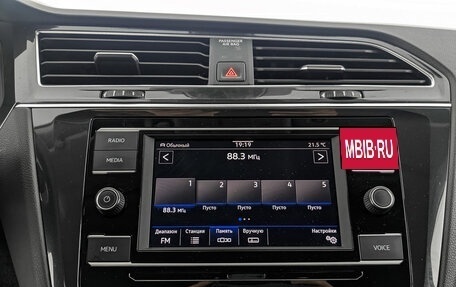 PASSENGER
AIR BAG
RADIO
MEDIA
MENU
VOICE
Обычный 19:19 21.5 °C
88.3 МГц
1 2 3 4 5
88.3 МГц Пусто Пусто Пусто Пусто
Диапазон Станция Память Вручную Настройки
FM
MBIB.RU